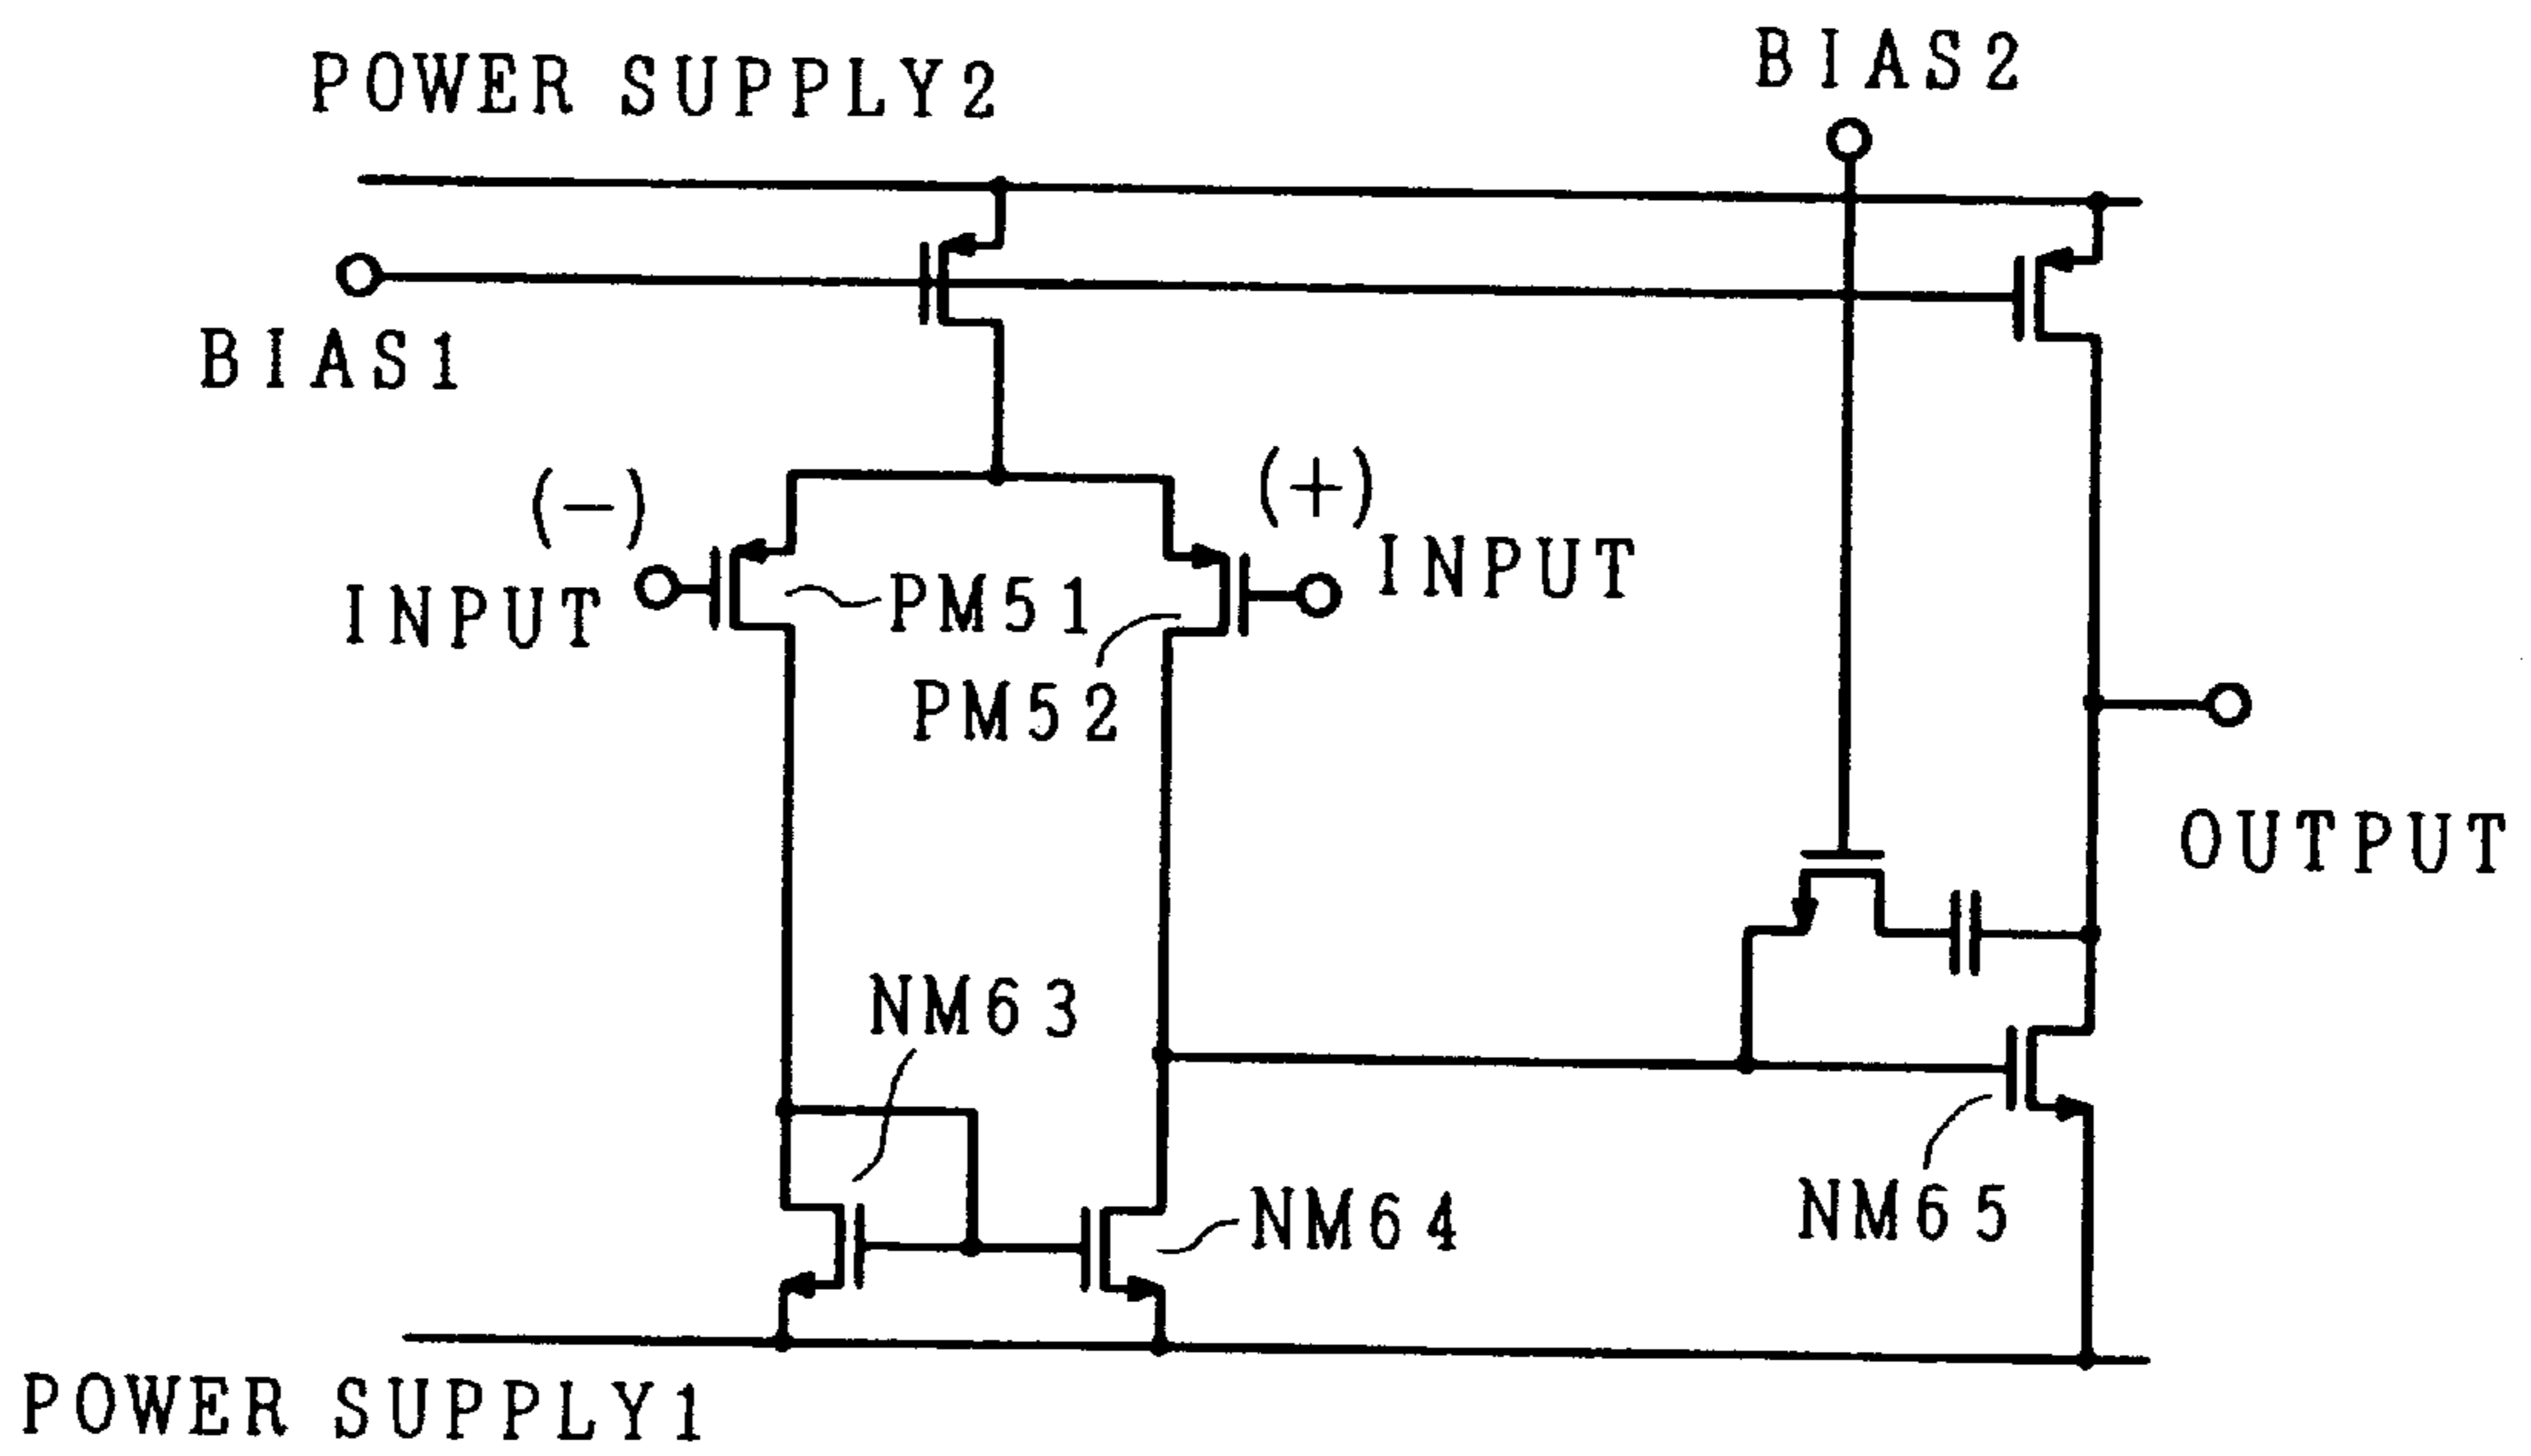 POWER SUPPLY2
BIAS2
BIAS1
(-)
INPUT
(+)
INPUT
PM51
PM52
OUTPUT
NM63
NM64
NM65
POWER SUPPLY1